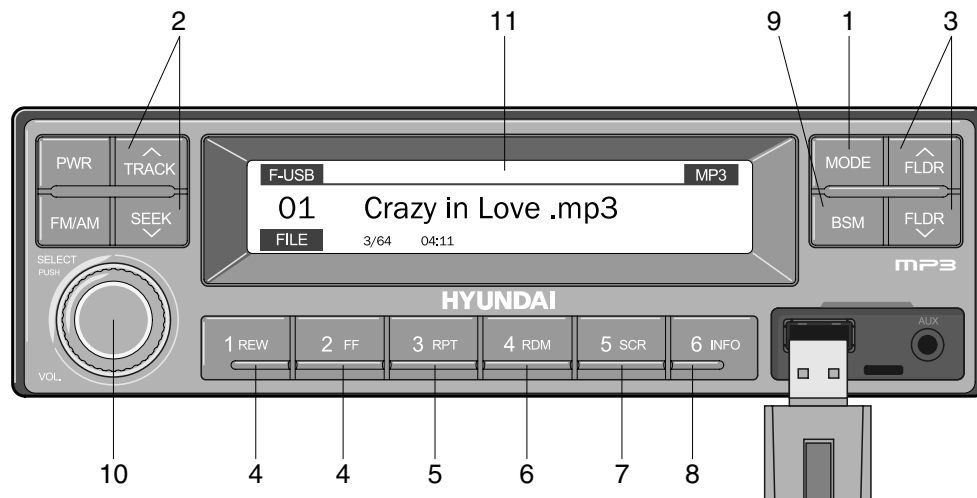 2 11 9 1 3
PWR TRACK
FM/AM SEEK
SELECT
PUSH
VOL.
F-USB MP3
01 Crazy in Love .mp3
FILE 3/64 04:11
MODE FLDR
BSM FLDR
MP3
HYUNDAI
1 REW 2 FF 3 RPT 4 RDM 5 SCR 6 INFO
AUX
10 4 4 5 6 7 8